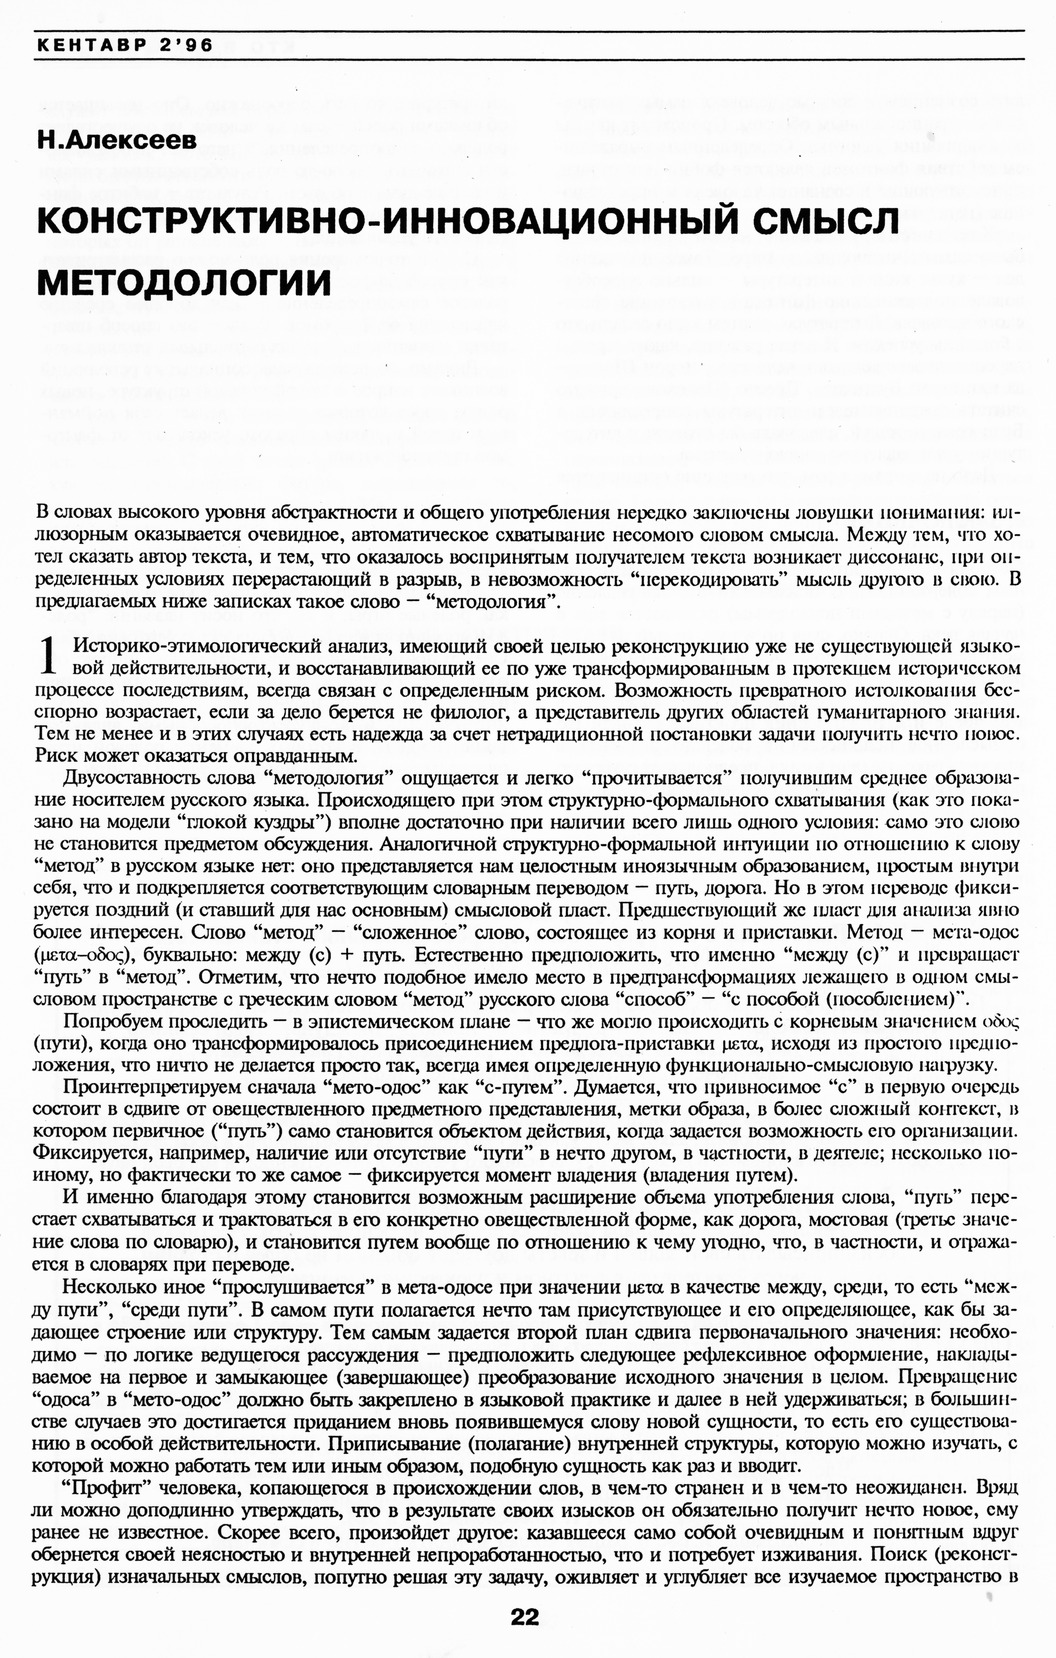 КЕНТАВР 2’96
Н.Алексеев
КОНСТРУКТИВНО-ИННОВАЦИОННЫЙ СМЫСЛ
МЕТОДОЛОГИИ
В словах высокого уровня абстрактности и общего употребления нередко заключены ловушки понимания: ил-
люзорным оказывается очевидное, автоматическое схватывание несомого словом смысла. Между тем, что хо-
тел сказать автор текста, и тем, что оказалось воспринятым получателем текста возникает диссонанс, при оп-
ределенных условиях перерастающий в разрыв, в невозможность “перекодировать” мысль другого в свою. В
предлагаемых ниже записках такое слово — “методология”.
1 Историко-этимологический анализ, имеющий своей целью реконструкцию уже не существующей языко-
вой действительности, и восстанавливающий ее по уже трансформированным в протекшем историческом
процессе последствиям, всегда связан с определенным риском. Возможность превратного истолкования бес-
спорно возрастает, если за дело берется не филолог, а представитель других областей гуманитарного знания.
Тем не менее и в этих случаях есть надежда за счет нетрадиционной постановки задачи получить нечто новое.
Риск может оказаться оправданным.
Двусоставность слова “методология” ощущается и легко “прочитывается” получившим среднее образова-
ние носителем русского языка. Происходящего при этом структурно-формального схватывания (как это пока-
зано на модели “глокой куздры”) вполне достаточно при наличии всего лишь одного условия: само это слово
не становится предметом обсуждения. Аналогичной структурно-формальной интуиции по отношению к слову
“метод” в русском языке нет: оно представляется нам целостным иноязычным образованием, простым внутри
себя, что и подкрепляется соответствующим словарным переводом — путь, дорога. Но в этом переводе фикси-
руется поздний (и ставший для нас основным) смысловой пласт. Предшествующий же пласт для анализа явно
более интересен. Слово “метод” — “сложенное” слово, состоящее из корня и приставки. Метод — мета-одос
(μετα–οδος), буквально: между (с) + путь. Естественно предположить, что именно “между (с)” и превращает
“путь” в “метод”. Отметим, что нечто подобное имело место в предтрансформациях лежащего в одном смы-
словом пространстве с греческим словом “метод” русского слова “способ” — “с пособой (пособлением)”.
Попробуем проследить — в эпистемическом плане — что же могло происходить с корневым значением οδος
(пути), когда оно трансформировалось присоединением предлога-приставки μετα, исходя из простого предпо-
ложения, что ничто не делается просто так, всегда имея определенную функционально-смысловую нагрузку.
Проинтерпретируем сначала “мето-одос” как “с-путем”. Думается, что привносимое “с” в первую очередь
состоит в сдвиге от овеществленного предметного представления, метки образа, в более сложный контекст, в
котором первичное (“путь”) само становится объектом действия, когда задается возможность его организации.
Фиксируется, например, наличие или отсутствие “пути” в нечто другом, в частности, в деятеле; несколько по-
иному, но фактически то же самое — фиксируется момент владения (владения путем).
И именно благодаря этому становится возможным расширение объема употребления слова, “путь” пере-
стает схватываться и трактоваться в его конкретно овеществленной форме, как дорога, мостовая (третье значе-
ние слова по словарю), и становится путем вообще по отношению к чему угодно, что, в частности, и отража-
ется в словарях при переводе.
Несколько иное “прослушивается” в мета-одосе при значении μετα в качестве между, среди, то есть “меж-
ду пути”, “среди пути”. В самом пути полагается нечто там присутствующее и его определяющее, как бы за-
дающее строение или структуру. Тем самым задается второй план сдвига первоначального значения: необхо-
димо — по логике ведущегося рассуждения — предположить следующее рефлексивное оформление, наклады-
ваемое на первое и замыкающее (завершающее) преобразование исходного значения в целом. Превращение
“одоса” в “мето-одос” должно быть закреплено в языковой практике и далее в ней удерживаться; в большин-
стве случаев это достигается приданием вновь появившемуся слову новой сущности, то есть его существова-
нию в особой действительности. Приписывание (полагание) внутренней структуры, которую можно изучать, с
которой можно работать тем или иным образом, подобную сущность как раз и вводит.
“Профит” человека, копающегося в происхождении слов, в чем-то странен и в чем-то неожидан. Вряд
ли можно доподлинно утверждать, что в результате своих изысков он обязательно получит нечто новое, ему
ранее не известное. Скорее всего, произойдет другое: казавшееся само собой очевидным и понятным вдруг
обернется своей неясностью и внутренней непроработанностью, что и потребует изживания. Поиск (реконст-
рукция) изначальных смыслов, попутно решая эту задачу, оживляет и углубляет все изучаемое пространство в
22